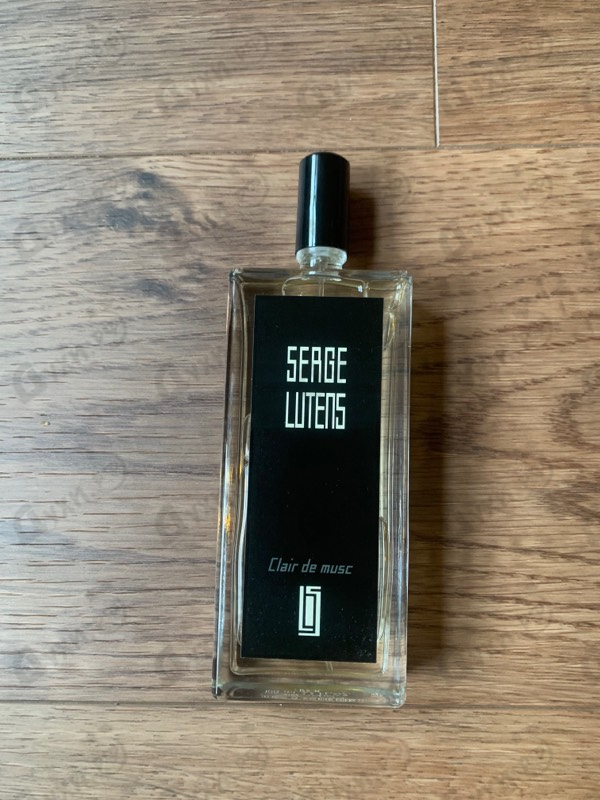 SERGE
LUTENS
Clair de musc